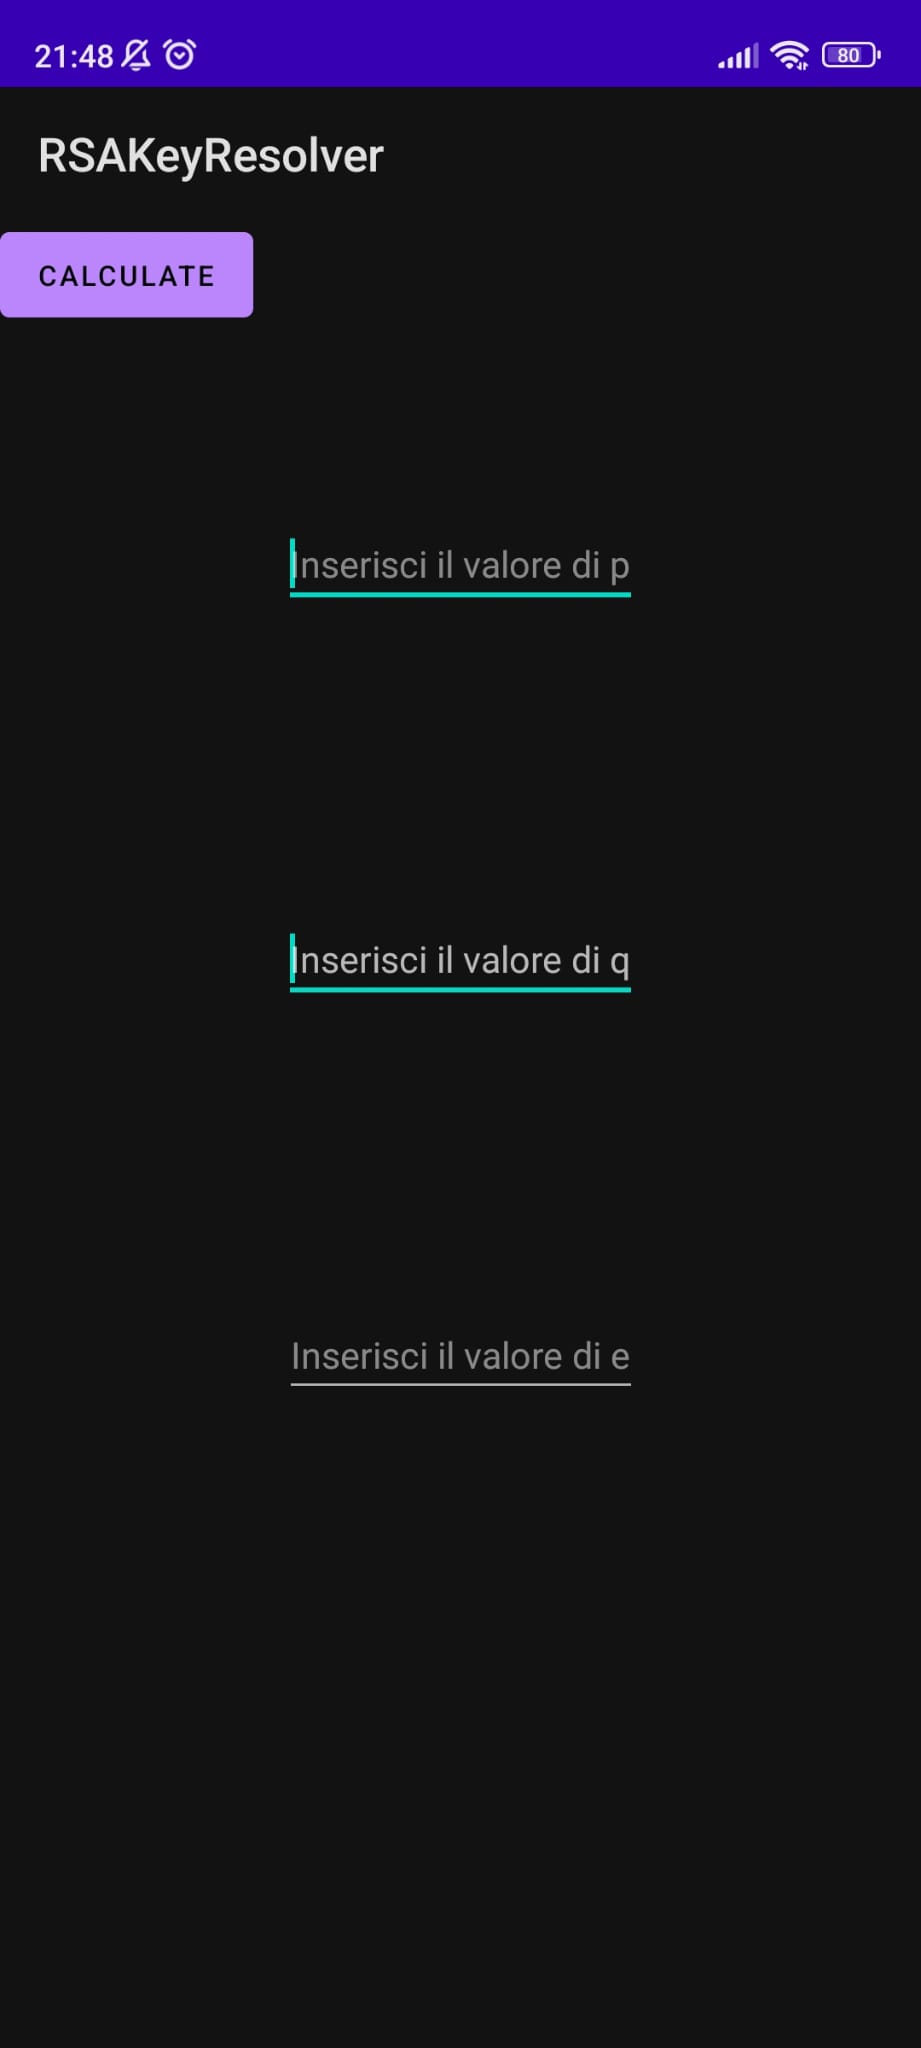 21:48
80
RSAKeyResolver
CALCULATE
Inserisci il valore di p
Inserisci il valore di q
Inserisci il valore di e